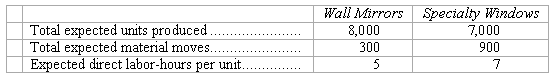 Wall Mirrors Specialty Windows
Total expected units produced........................ 8,000 7,000
Total expected material moves........................ 300 900
Expected direct labor-hours per unit............... 5 7